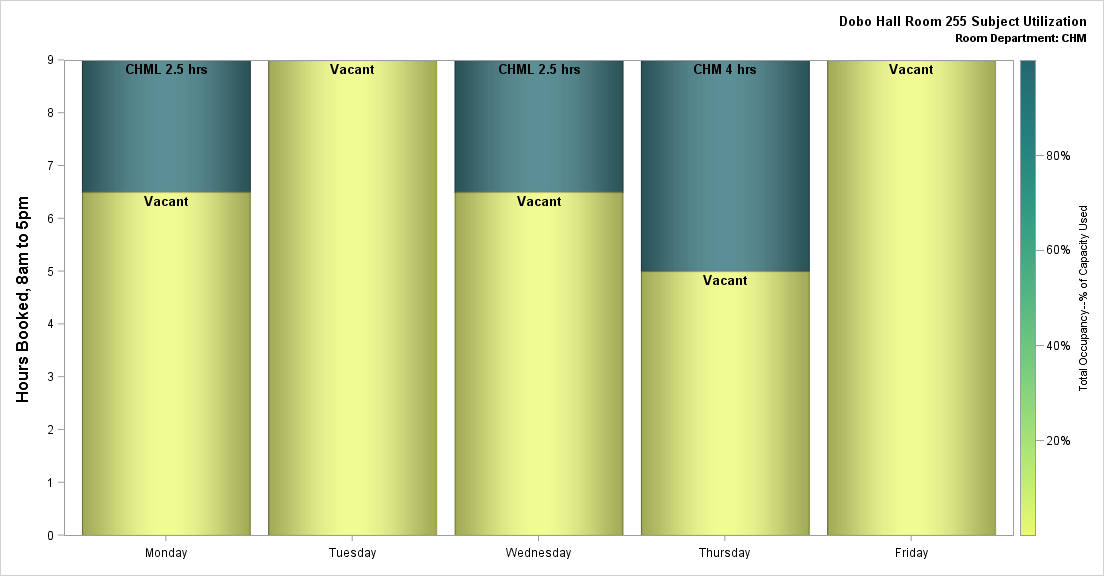 Dobo Hall Room 255 Subject Utilization
Room Department: CHM
Hours Booked, 8am to 5pm
9
8
7
6
5
4
3
2
1
0
CHML 2.5 hrs
Vacant
CHML 2.5 hrs
CHM 4 hrs
Vacant
Vacant
Vacant
Vacant
Monday
Tuesday
Wednesday
Thursday
Friday
80%
60%
40%
20%
Total Occupancy--% of Capacity Used